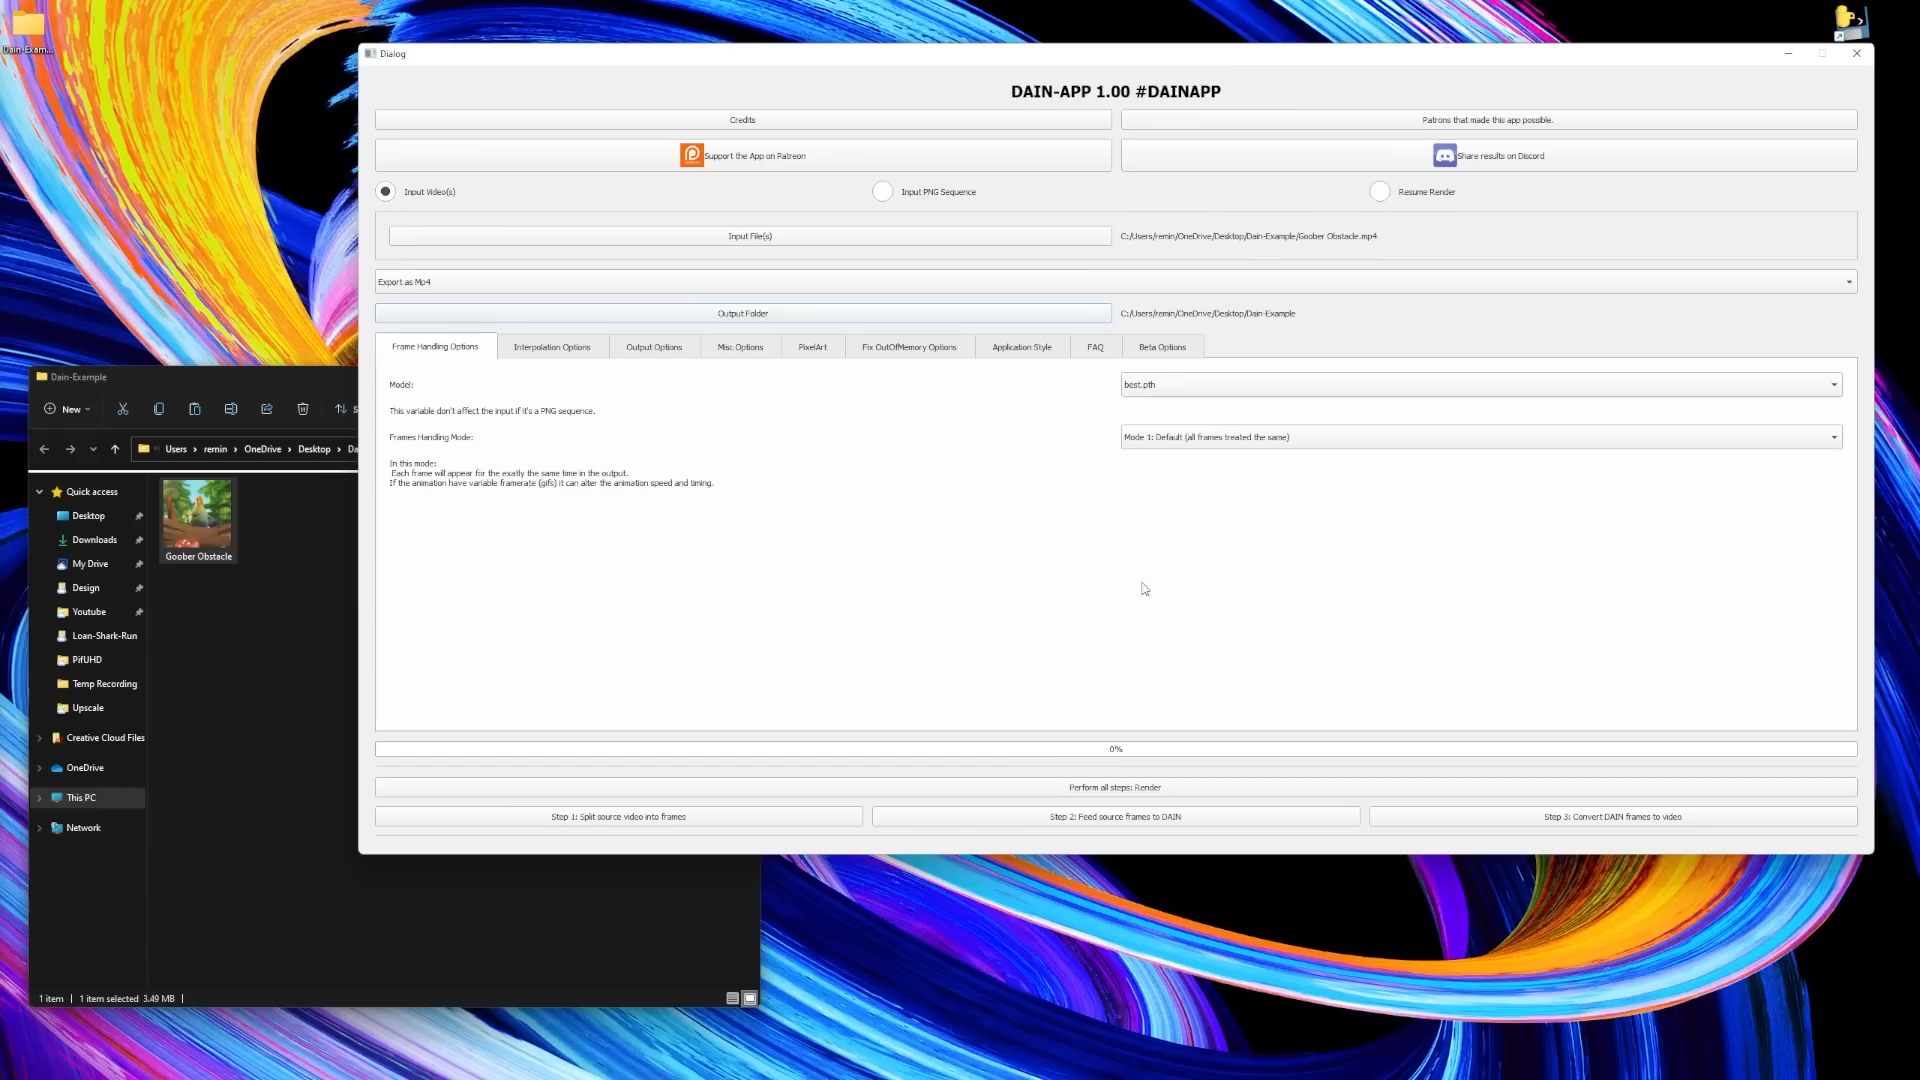 Dain-Exam...
Dialog
DAIN-APP 1.00 #DAINAPP
Credits
Patrons that made this app possible.
Support the App on Patreon
Share results on Discord
Input Video(s)
Input PNG Sequence
Resume Render
Input File(s)
C:/Users/remin/OneDrive/Desktop/Dain-Example/Goober Obstacle.mp4
Export as Mp4
Output Folder
C:/Users/remin/OneDrive/Desktop/Dain-Example
Frame Handling Options
Interpolation Options
Output Options
Misc Options
PixelArt
Fix OutOfMemory Options
Application Style
FAQ
Beta Options
Model:
best.pth
This variable don't affect the input if it's a PNG sequence.
Frames Handling Mode:
Mode 1: Default (all frames treated the same)
In this mode:
Each frame will appear for the exatly the same time in the output.
If the animation have variable framerate (gifs) it can alter the animation speed and timing.
0%
Perform all steps: Render
Step 1: Split source video into frames
Step 2: Feed source frames to DAIN
Step 3: Convert DAIN frames to video
Dain-Example
New
S
Users > remin > OneDrive > Desktop > Da
Quick access
Desktop
Downloads
My Drive
Design
Youtube
Loan-Shark-Run
PifUHD
Temp Recording
Upscale
Creative Cloud Files
OneDrive
This PC
Network
Goober Obstacle
1 item | 1 item selected 3.49 MB |